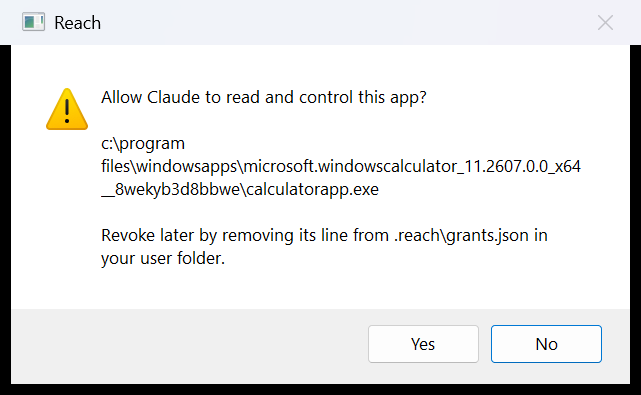 Reach
Allow Claude to read and control this app?
c:\program
files\windowsapps\microsoft.windowscalculator_11.2607.0.0_x64
__8wekyb3d8bbwe\calculatorapp.exe
Revoke later by removing its line from .reach\grants.json in
your user folder.
Yes
No